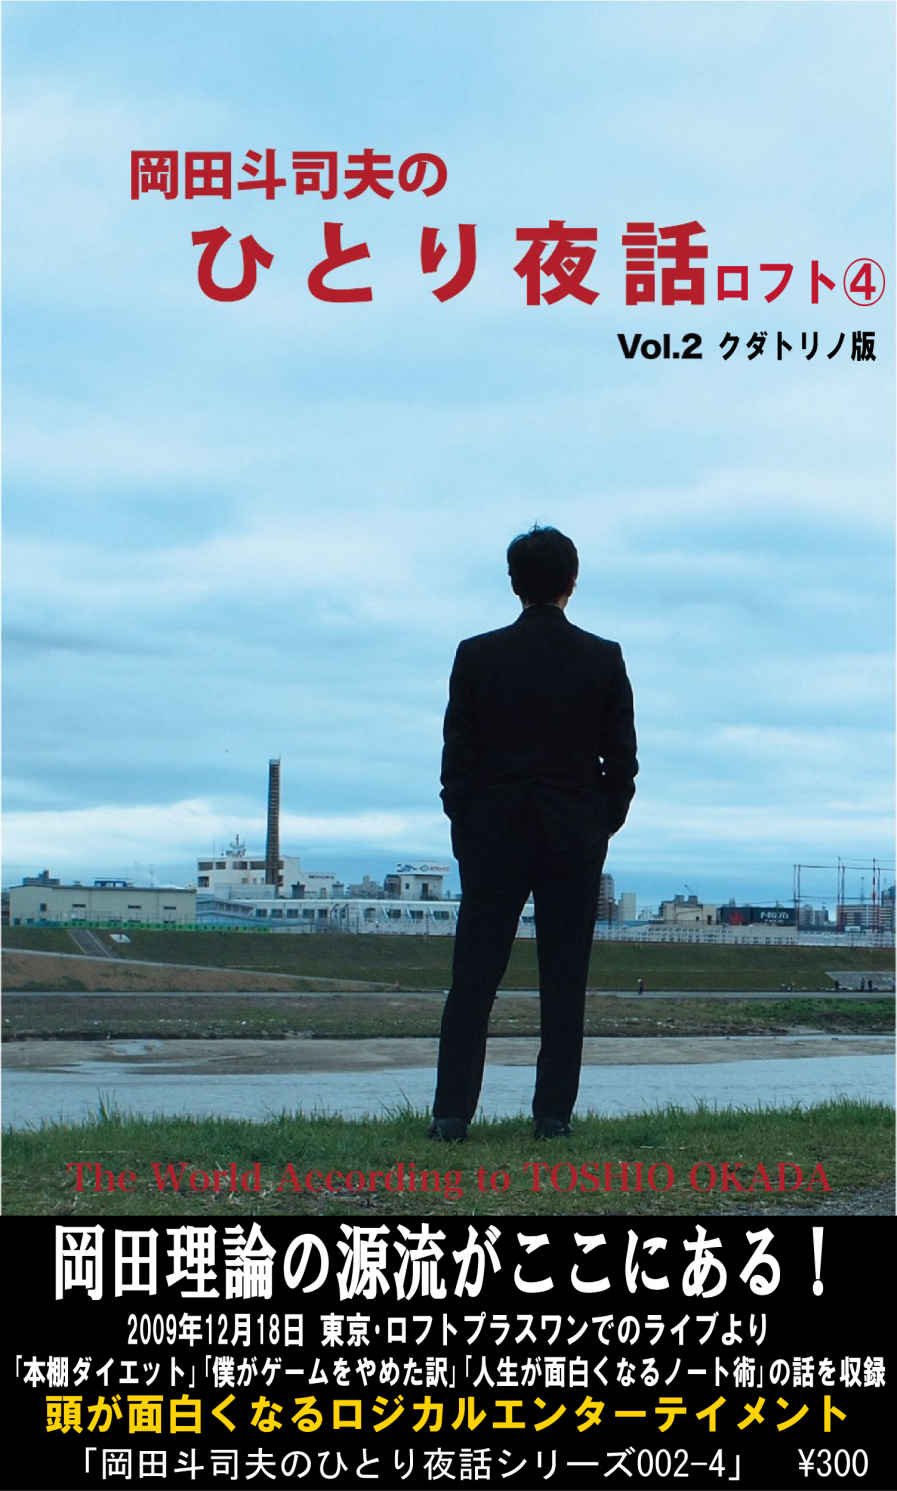 岡田斗司夫の
ひとり夜話ロフト④
Vol.2 クダトリノ版
The World According to TOSHIO OKADA
岡田理論の源流がここにある！
2009年12月18日 東京・ロフトプラスワンでのライブより
「本棚ダイエット」「僕がゲームをやめた訳」「人生が面白くなるノート術」の話を収録
頭が面白くなるロジカルエンターテイメント
「岡田斗司夫のひとり夜話シリーズ002-4」 ¥300